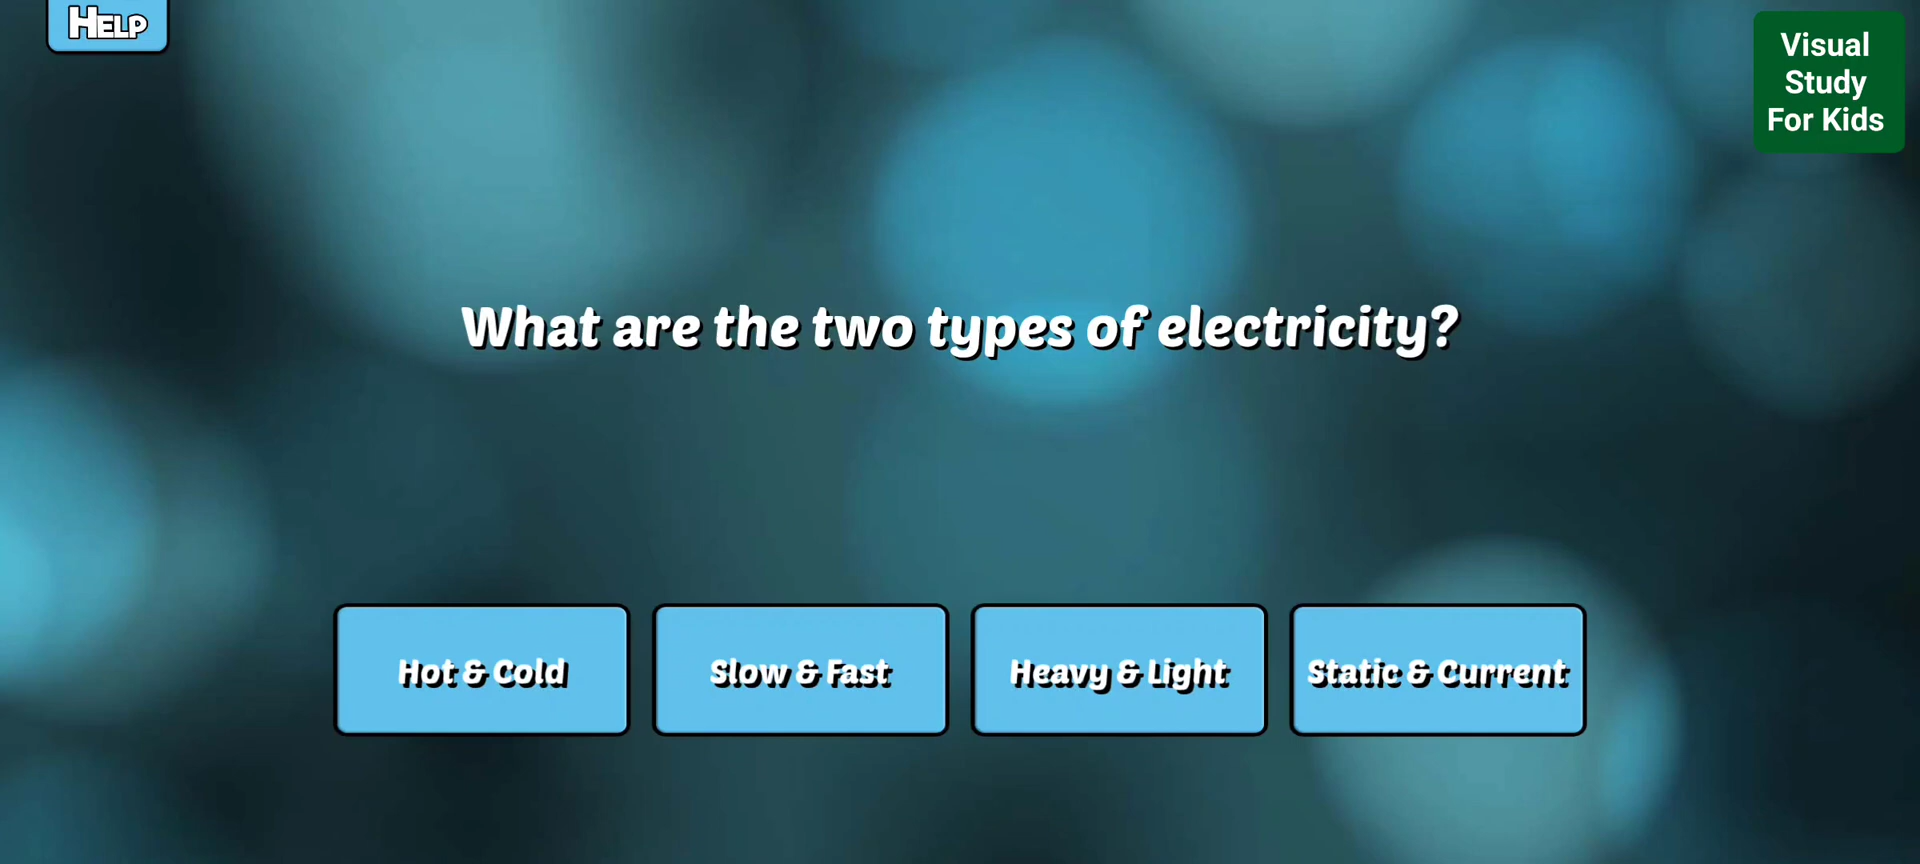 HELP
Visual
Study
For Kids
What are the two types of electricity?
Hot & Cold
Slow & Fast
Heavy & Light
Static & Current